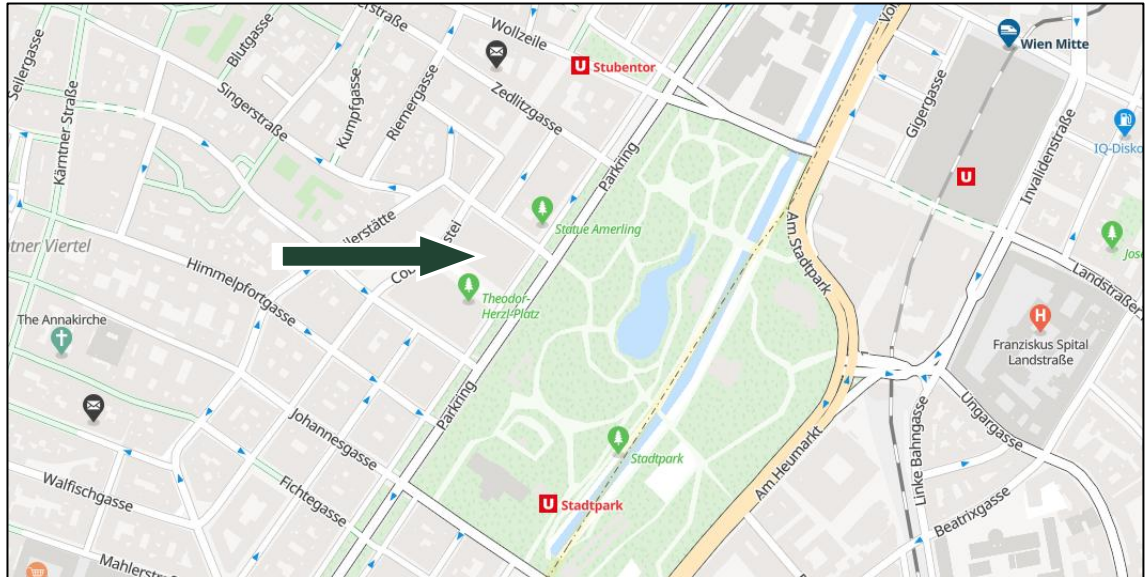 Seilergasse
Kärntner Straße
Blutgasse
Singerstraße
Kumpfgasse
Riemergasse
Wollzeile
Zedlitzgasse
U Stubentor
Parkring
Wien Mitte
Gigergasse
Invalidenstraße
IQ-Disko
U
Statue Amerling
Himmelpfortgasse
Theodor-
Herzl-Platz
Am Stadtpark
Landstraßer
Franziskus Spital
Landstraße
H
The Annakirche
Parkring
Johannesgasse
Fichtegasse
Walfischgasse
Mahlerstraß
Stadtpark
U Stadtpark
Am Heumarkt
Linke Bahngasse
Ungargasse
Beatrixgasse